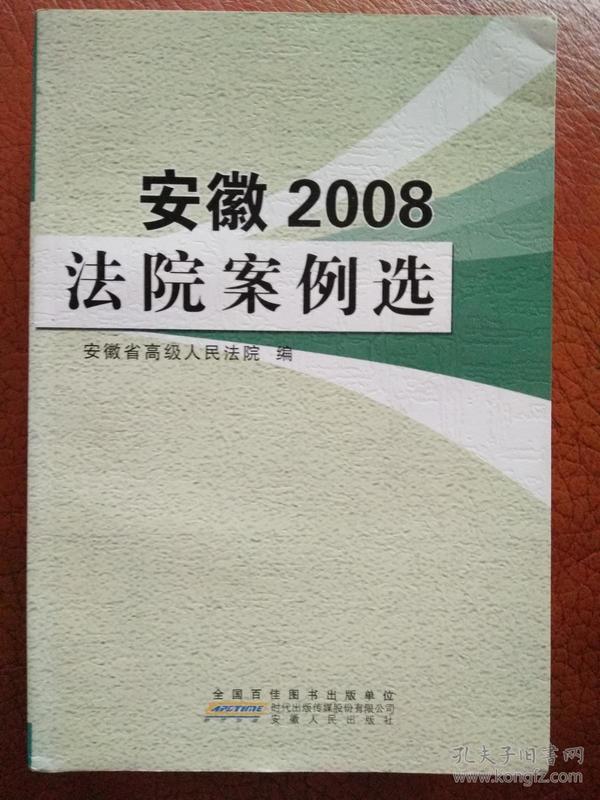 安徽 2008
法院案例选
安徽省高级人民法院 编
全国百佳图书出版单位
APGTIME 时代出版传媒股份有限公司
安徽人民出版社
孔夫子旧书网
www.kongfz.com